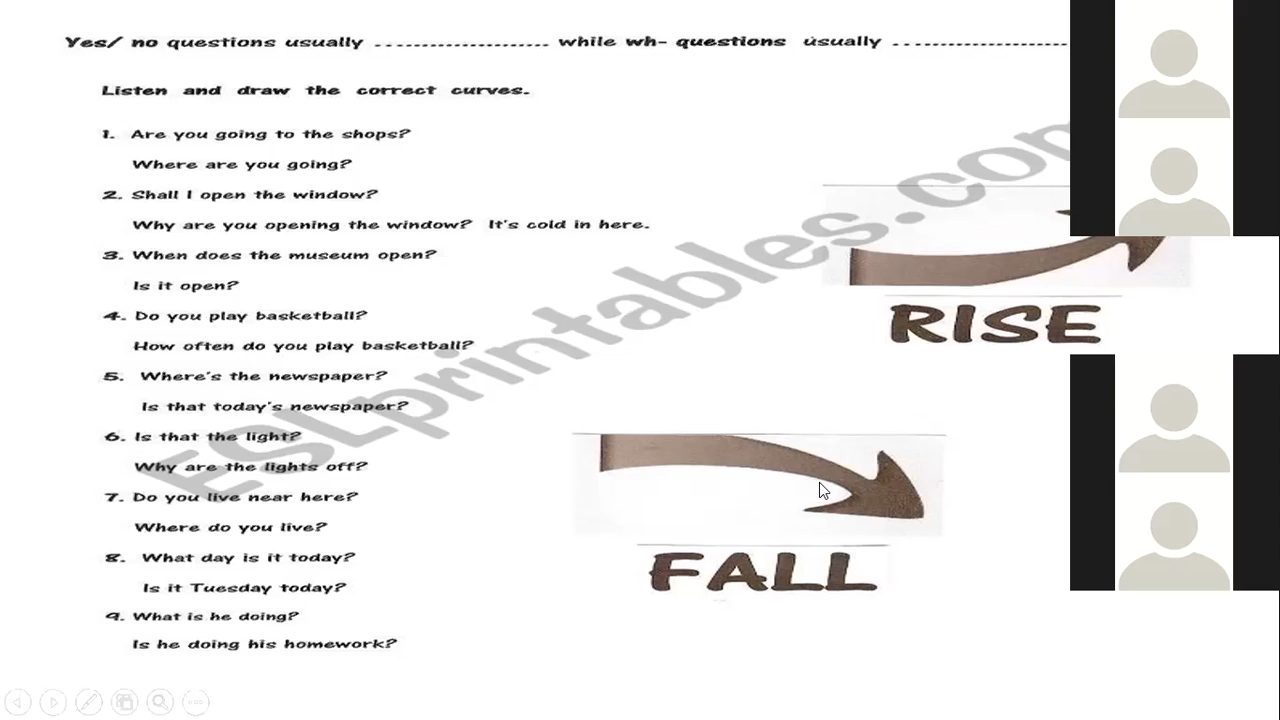 Yes/ no questions usually ..................... while wh- questions usually .....................
Listen and draw the correct curves.
1. Are you going to the shops?
Where are you going?
2. Shall I open the window?
Why are you opening the window? It's cold in here.
3. When does the museum open?
Is it open?
4. Do you play basketball?
How often do you play basketball?
5. Where's the newspaper?
Is that today's newspaper?
6. Is that the light?
Why are the lights off?
7. Do you live near here?
Where do you live?
8. What day is it today?
Is it Tuesday today?
9. What is he doing?
Is he doing his homework?
RISE
FALL
ESLprintables.com